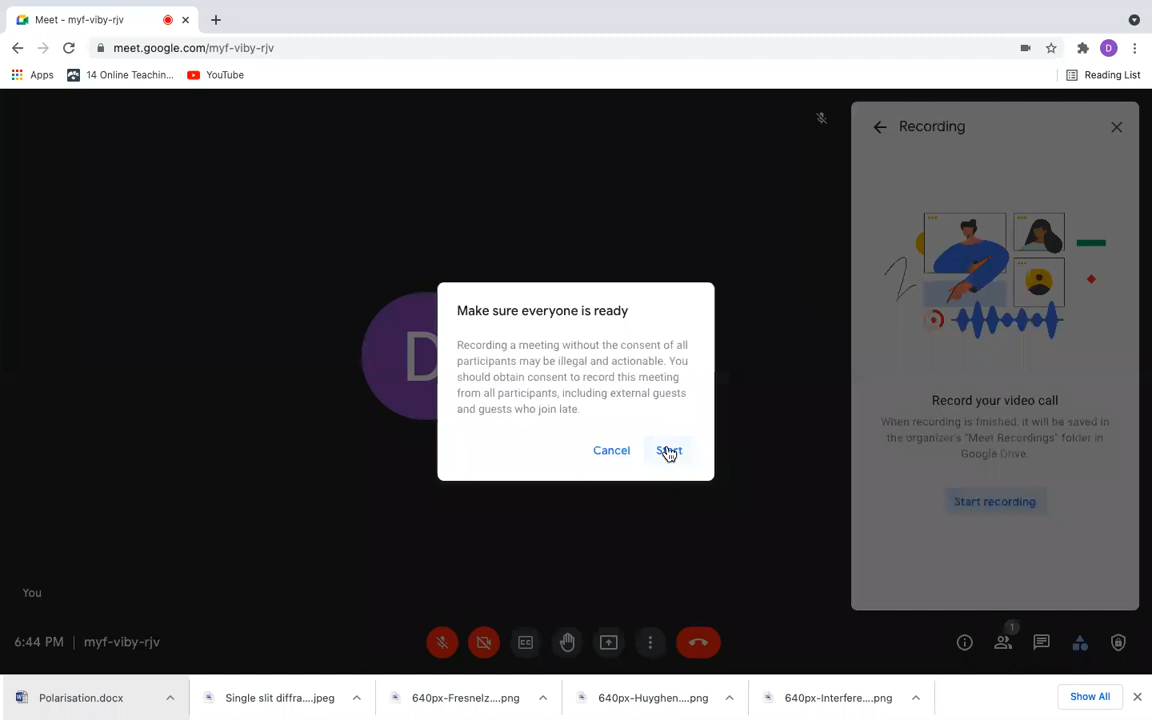 Meet - myf-viby-rjv
meet.google.com/myf-viby-rjv
D
Apps
14 Online Teachin...
YouTube
Reading List
Recording
D
Make sure everyone is ready
Recording a meeting without the consent of all
participants may be illegal and actionable. You
should obtain consent to record this meeting
from all participants, including external guests
and guests who join late.
Cancel
Start
Record your video call
When recording is finished, it will be saved in
the organizer's "Meet Recordings" folder in
Google Drive.
Start recording
You
6:44 PM | myf-viby-rjv
1
Polarisation.docx
Single slit diffra....jpeg
640px-Fresnelz....png
640px-Huyghen....png
640px-Interfere....png
Show All